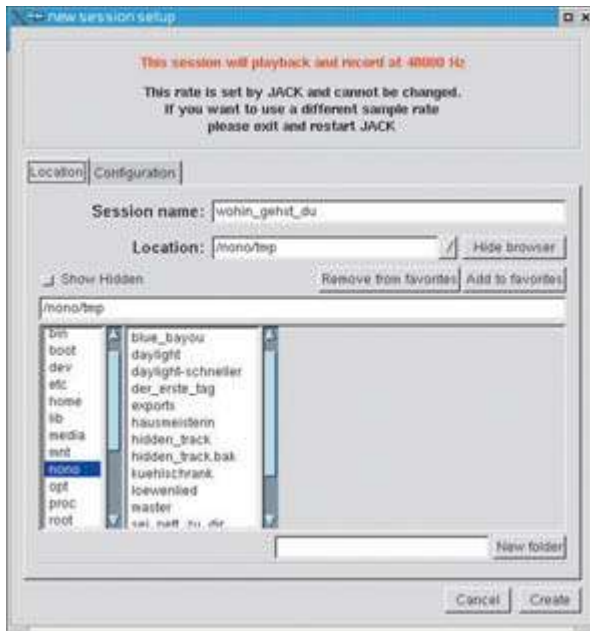 new session setup
This session will playback and record at 48000 Hz
This rate is set by JACK and cannot be changed.
If you want to use a different sample rate
please exit and restart JACK
Location Configuration
Session name: wohin_gehst_du
Location: /nono/tmp / Hide browser
Show Hidden Remove from favorites Add to favorites
/nono/tmp
bin
boot
dev
etc
home
lib
media
mnt
nono
opt
proc
root
blue_bayou
daylight
daylight-schneller
der_erste_tag
exports
hausmeisterin
hidden_track
hidden_track.bak
kuehlschrank
loewenlied
master
sei_nett_zu_dir
New folder
Cancel Create